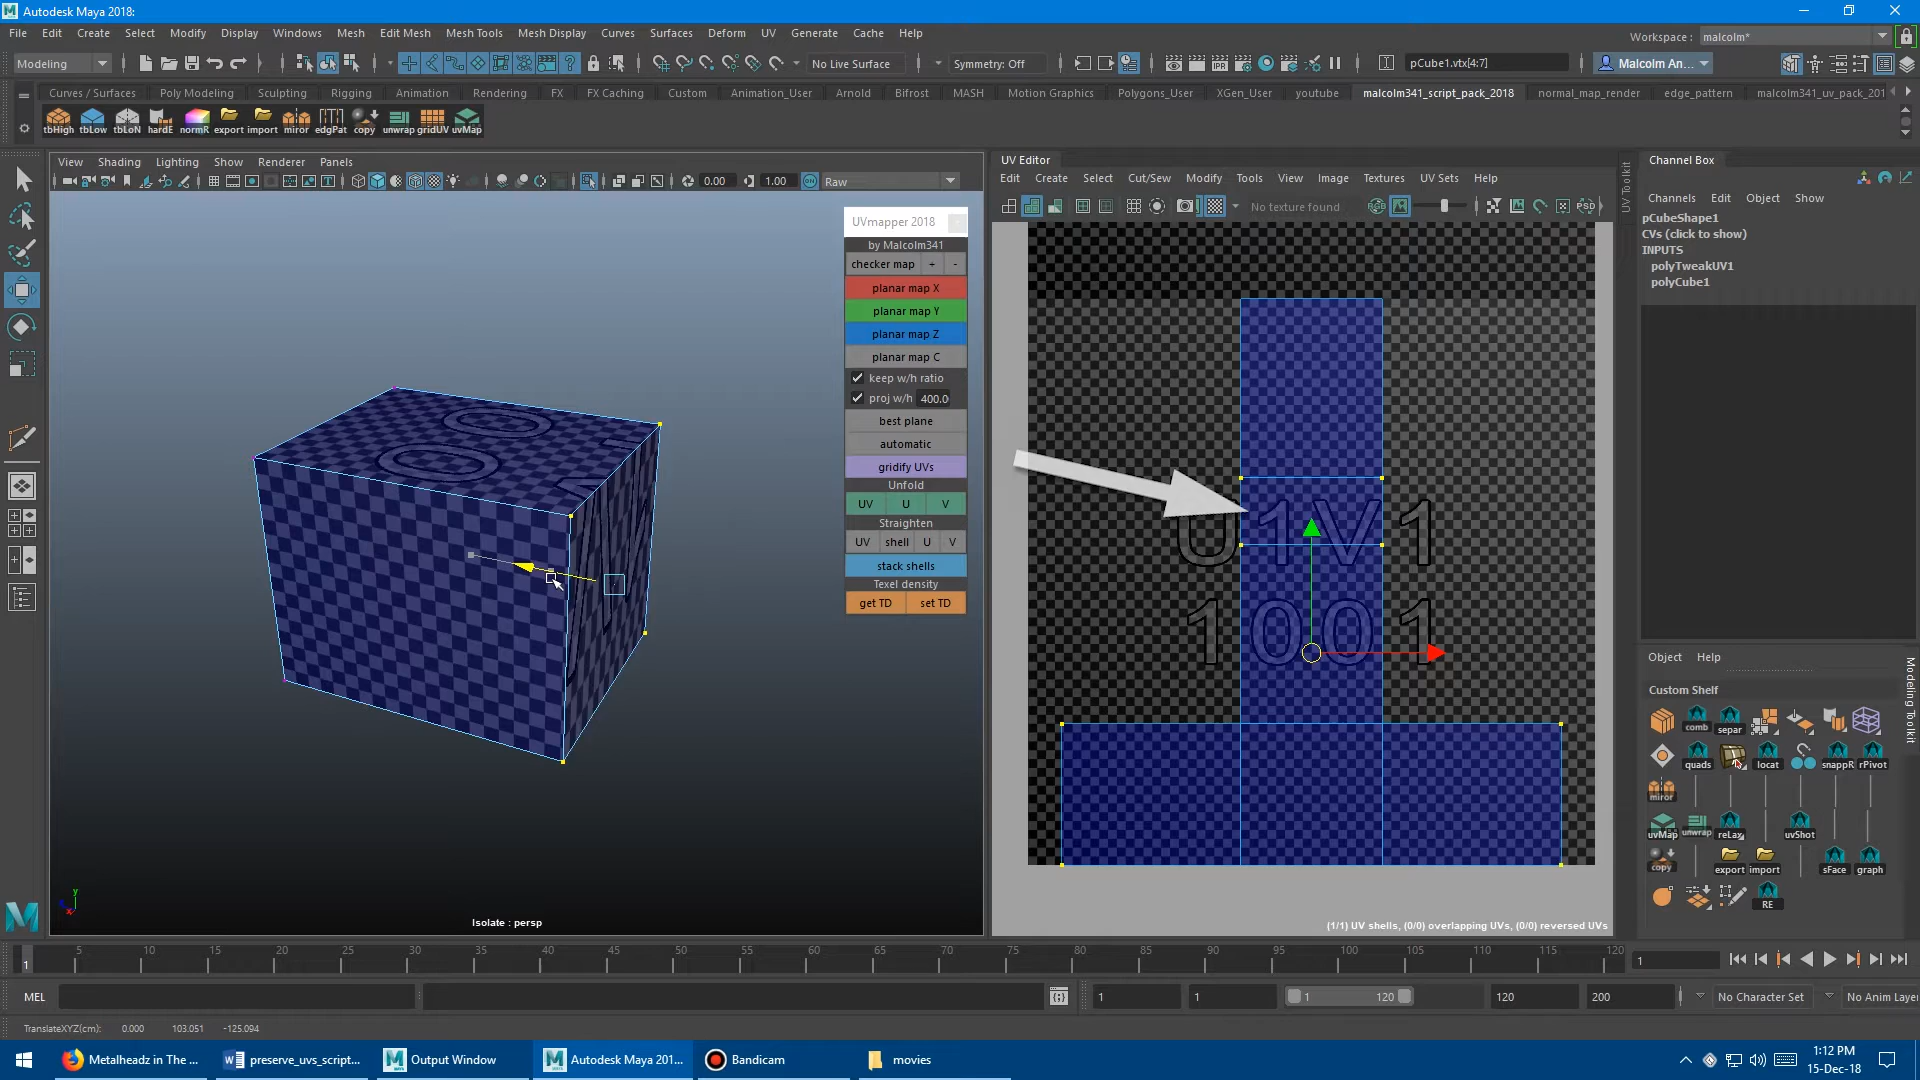 Autodesk Maya 2018:
File Edit Create Select Modify Display Windows Mesh Edit Mesh Mesh Tools Mesh Display Curves Surfaces Deform UV Generate Cache Help
Workspace : malcolm*
Modeling
No Live Surface
Symmetry: Off
pCube1.vtx[4:7]
Malcolm An...
Curves / Surfaces Poly Modeling Sculpting Rigging Animation Rendering FX FX Caching Custom Animation_User Arnold Bifrost MASH Motion Graphics Polygons_User XGen_User youtube malcolm341_script_pack_2018 normal_map_render edge_pattern malcolm341_uv_pack_201
tbHigh tbLow tbLoN hardE normR export import miror edgPat copy unwrap gridUV uvMap
View Shading Lighting Show Renderer Panels
0.00 1.00 Raw
UVmapper 2018
by Malcolm341
checker map + -
planar map X
planar map Y
planar map Z
planar map C
keep w/h ratio
proj w/h 400.0
best plane
automatic
gridify UVs
Unfold
UV U V
Straighten
UV shell U V
stack shells
Texel density
get TD set TD
Isolate : persp
UV Editor
Create Edit Select Cut/Sew Modify Tools View Image Textures UV Sets Help
No texture found
U1V1
1001
(1/1) UV shells, (0/0) overlapping UVs, (0/0) reversed UVs
UV Toolkit
Channel Box
Channels Edit Object Show
pCubeShape1
CVs (click to show)
INPUTS
polyTweakUV1
polyCube1
Object Help
Custom Shelf
comb separ
quads locat snappR rPivot
miror
uvMap unwrap reLax uvShot
copy export import sFace graph
RE
Modeling Toolkit
5 10 15 20 25 30 35 40 45 50 55 60 65 70 75 80 85 90 95 100 105 110 115 120
1
1
MEL
1 1 1 120 120 200 No Character Set No Anim Laye
TranslateXYZ(cm): 0.000 103.051 -125.094
Metalheadz in The ... preserve_uvs_script... Output Window Autodesk Maya 201... Bandicam movies
1:12 PM
15-Dec-18